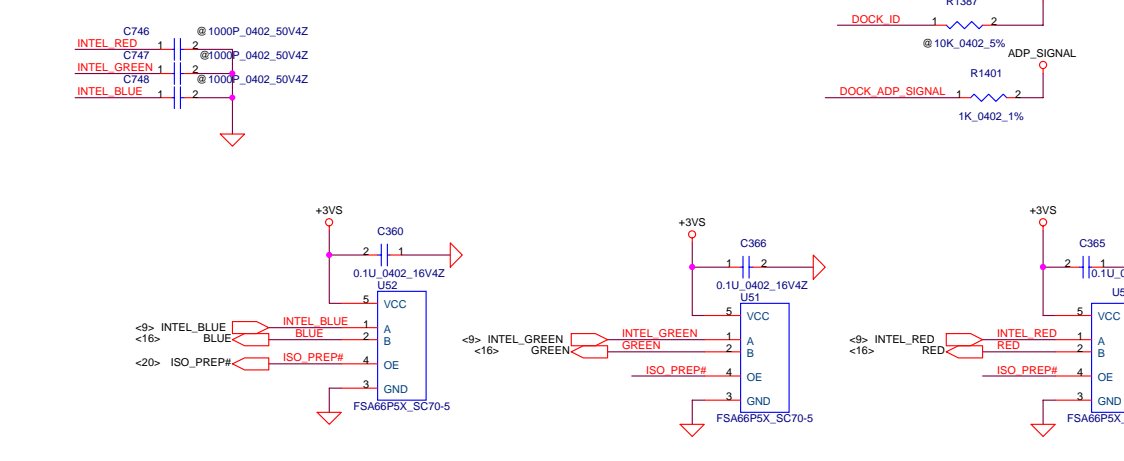 R1387
C746 @1000P_0402_50V4Z
INTEL_RED 1 2
C747 @1000P_0402_50V4Z
INTEL_GREEN 1 2
C748 @1000P_0402_50V4Z
INTEL_BLUE 1 2
DOCK_ID 1 2
@10K_0402_5%
ADP_SIGNAL
R1401
DOCK_ADP_SIGNAL 1 2
1K_0402_1%
+3VS
C360
2 1
0.1U_0402_16V4Z
U52
5 VCC
<9> INTEL_BLUE INTEL_BLUE 1 A
<16> BLUE BLUE 2 B
<20> ISO_PREP# ISO_PREP# 4 OE
3 GND
FSA66P5X_SC70-5
+3VS
C366
1 2
0.1U_0402_16V4Z
U51
5 VCC
<9> INTEL_GREEN INTEL_GREEN 1 A
<16> GREEN GREEN 2 B
ISO_PREP# 4 OE
3 GND
FSA66P5X_SC70-5
+3VS
C365
2 1
5 VCC
<9> INTEL_RED INTEL_RED 1 A
<16> RED RED 2 B
ISO_PREP# 4 OE
3 GND